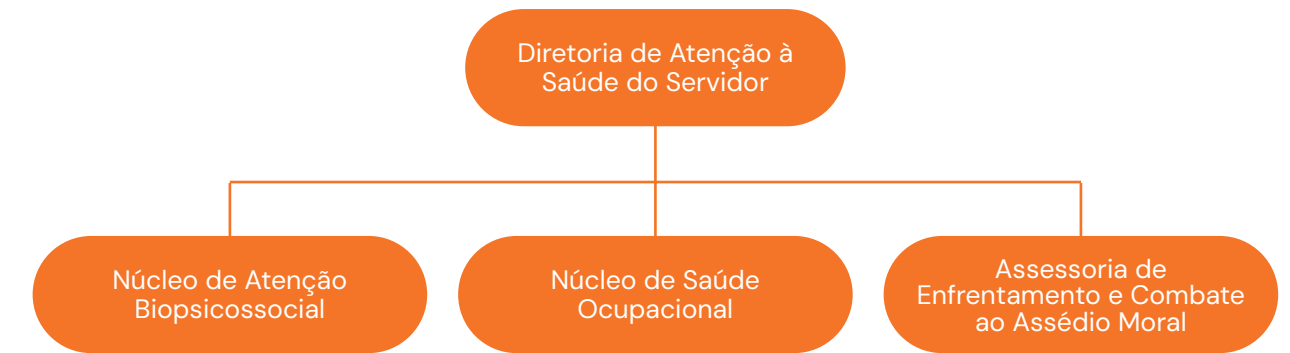 Diretoria de Atenção à
Saúde do Servidor
Núcleo de Atenção
Biopsicossocial
Núcleo de Saúde
Ocupacional
Assessoria de
Enfrentamento e Combate
ao Assédio Moral